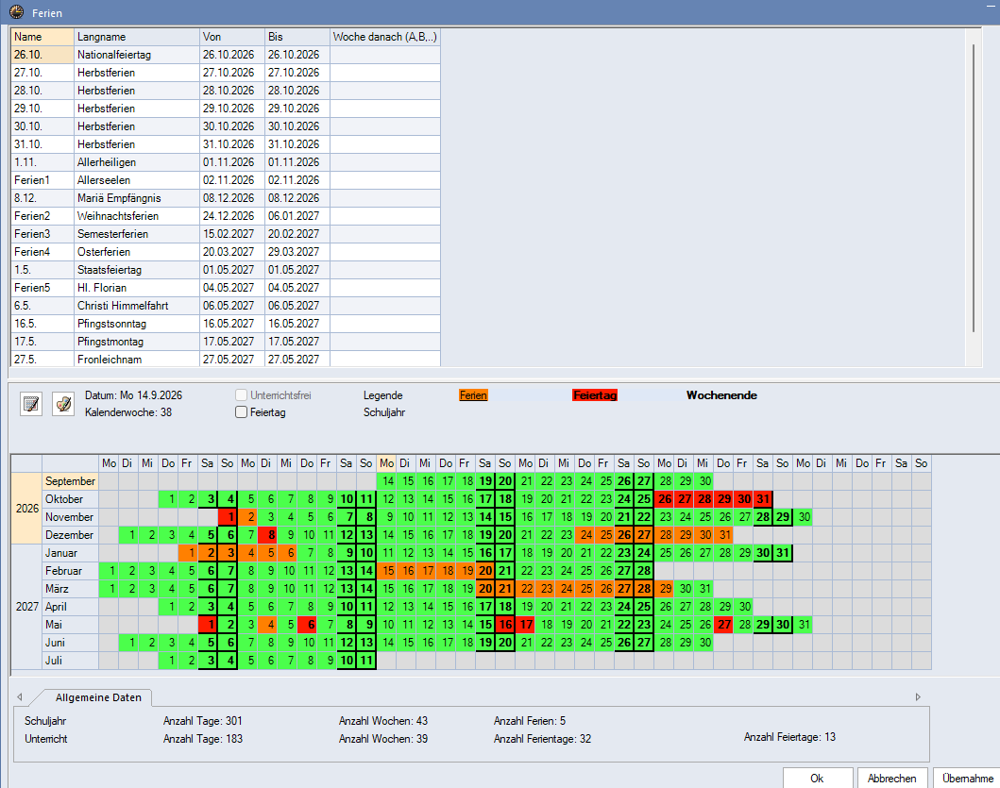 Ferien
Name Langname Von Bis Woche danach (A,B,..)
26.10. Nationalfeiertag 26.10.2026 26.10.2026
27.10. Herbstferien 27.10.2026 27.10.2026
28.10. Herbstferien 28.10.2026 28.10.2026
29.10. Herbstferien 29.10.2026 29.10.2026
30.10. Herbstferien 30.10.2026 30.10.2026
31.10. Herbstferien 31.10.2026 31.10.2026
1.11. Allerheiligen 01.11.2026 01.11.2026
Ferien1 Allerseelen 02.11.2026 02.11.2026
8.12. Mariä Empfängnis 08.12.2026 08.12.2026
Ferien2 Weihnachtsferien 24.12.2026 06.01.2027
Ferien3 Semesterferien 15.02.2027 20.02.2027
Ferien4 Osterferien 20.03.2027 29.03.2027
1.5. Staatsfeiertag 01.05.2027 01.05.2027
Ferien5 Hl. Florian 04.05.2027 04.05.2027
6.5. Christi Himmelfahrt 06.05.2027 06.05.2027
16.5. Pfingstsonntag 16.05.2027 16.05.2027
17.5. Pfingstmontag 17.05.2027 17.05.2027
27.5. Fronleichnam 27.05.2027 27.05.2027
Datum: Mo 14.9.2026 Unterrichtsfrei Legende Ferien Feiertag Wochenende
Kalenderwoche: 38 Feiertag Schuljahr
Mo Di Mi Do Fr Sa So Mo Di Mi Do Fr Sa So Mo Di Mi Do Fr Sa So Mo Di Mi Do Fr Sa So Mo Di Mi Do Fr Sa So Mo Di Mi Do Fr Sa So
September 14 15 16 17 18 19 20 21 22 23 24 25 26 27 28 29 30
2026 Oktober 1 2 3 4 5 6 7 8 9 10 11 12 13 14 15 16 17 18 19 20 21 22 23 24 25 26 27 28 29 30 31
November 1 2 3 4 5 6 7 8 9 10 11 12 13 14 15 16 17 18 19 20 21 22 23 24 25 26 27 28 29 30
Dezember 1 2 3 4 5 6 7 8 9 10 11 12 13 14 15 16 17 18 19 20 21 22 23 24 25 26 27 28 29 30 31
Januar 1 2 3 4 5 6 7 8 9 10 11 12 13 14 15 16 17 18 19 20 21 22 23 24 25 26 27 28 29 30 31
Februar 1 2 3 4 5 6 7 8 9 10 11 12 13 14 15 16 17 18 19 20 21 22 23 24 25 26 27 28
März 1 2 3 4 5 6 7 8 9 10 11 12 13 14 15 16 17 18 19 20 21 22 23 24 25 26 27 28 29 30 31
2027 April 1 2 3 4 5 6 7 8 9 10 11 12 13 14 15 16 17 18 19 20 21 22 23 24 25 26 27 28 29 30
Mai 1 2 3 4 5 6 7 8 9 10 11 12 13 14 15 16 17 18 19 20 21 22 23 24 25 26 27 28 29 30 31
Juni 1 2 3 4 5 6 7 8 9 10 11 12 13 14 15 16 17 18 19 20 21 22 23 24 25 26 27 28 29 30
Juli 1 2 3 4 5 6 7 8 9 10 11
Allgemeine Daten
Schuljahr Anzahl Tage: 301 Anzahl Wochen: 43 Anzahl Ferien: 5
Unterricht Anzahl Tage: 183 Anzahl Wochen: 39 Anzahl Ferientage: 32 Anzahl Feiertage: 13
Ok Abbrechen Übernahme